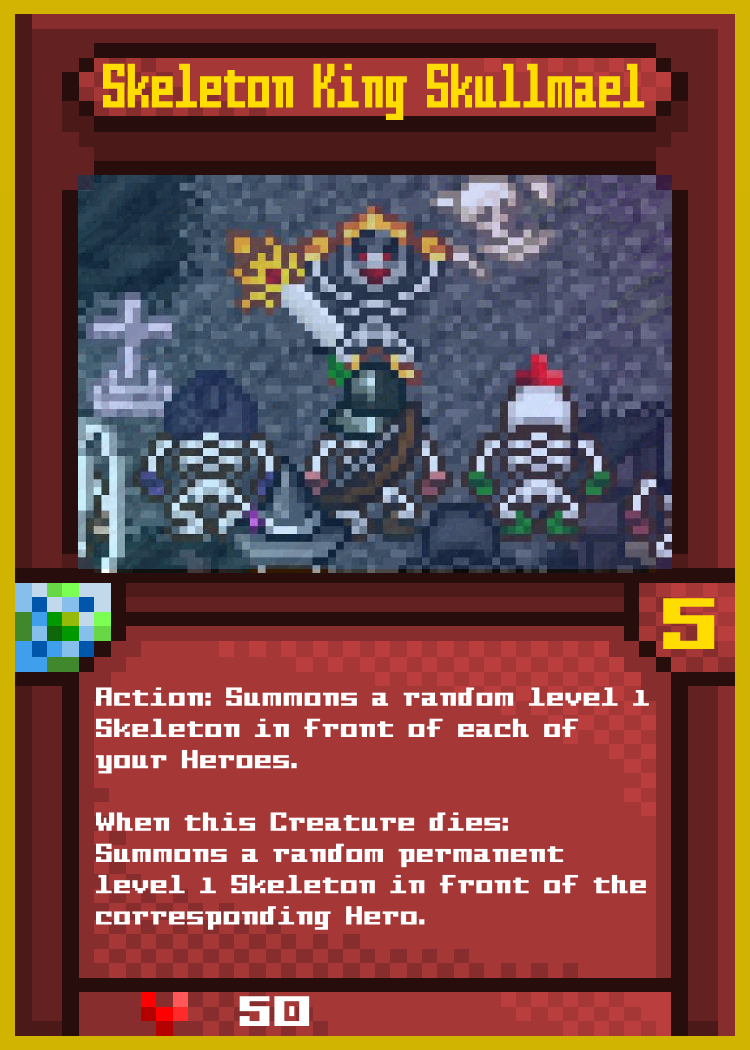 Skeleton King Skullmael
5
Action: Summons a random level 1
Skeleton in front of each of
your Heroes.
When this Creature dies:
Summons a random permanent
level 1 Skeleton in front of the
corresponding Hero.
50